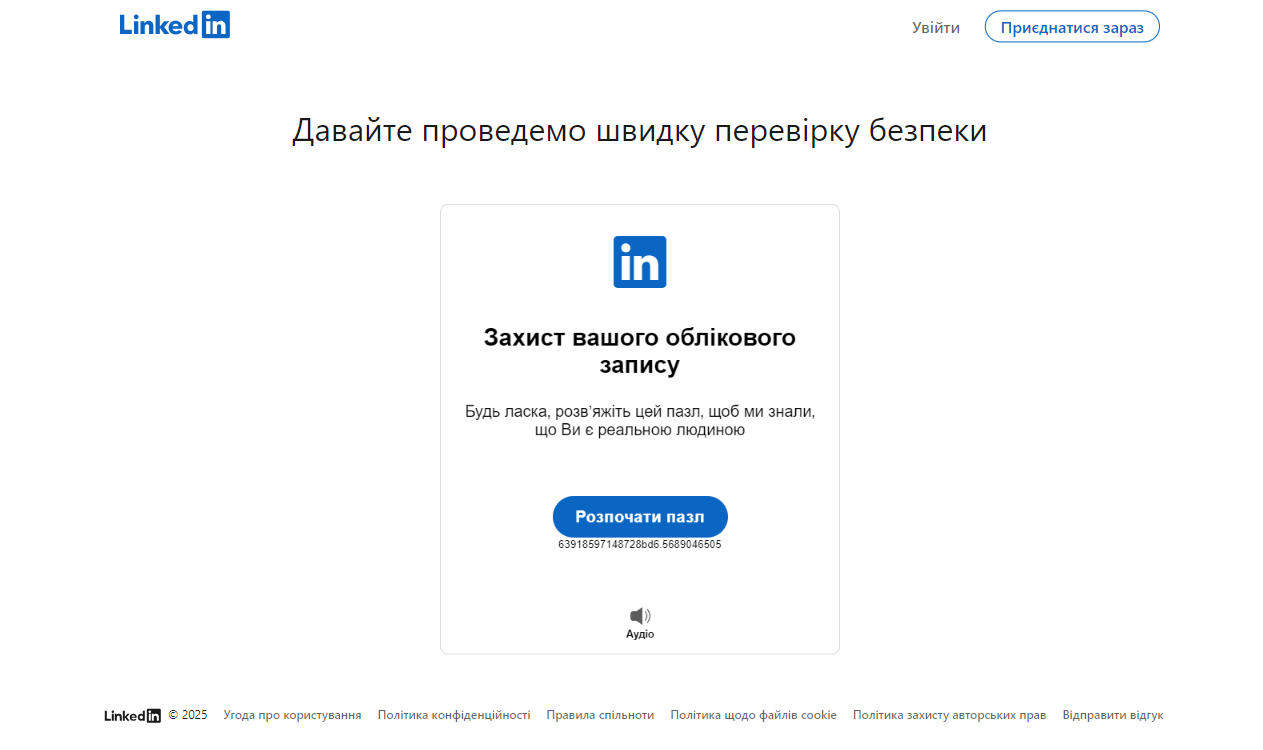 LinkedIn
Увійти
Приєднатися зараз
Давайте проведемо швидку перевірку безпеки
in
Захист вашого облікового
запису
Будь ласка, розв’яжіть цей пазл, щоб ми знали,
що Ви є реальною людиною
Розпочати пазл
63918597148728bd6.5689046505
Аудіо
LinkedIn © 2025 Угода про користування Політика конфіденційності Правила спільноти Політика щодо файлів cookie Політика захисту авторських прав Відправити відгук